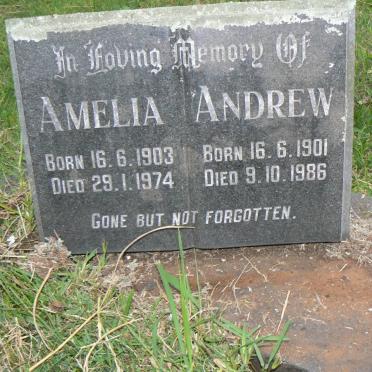 In Loving Memory Of
AMELIA ANDREW
BORN 16.6.1903 BORN 16.6.1901
DIED 29.1.1974 DIED 9.10.1986
GONE BUT NOT FORGOTTEN.